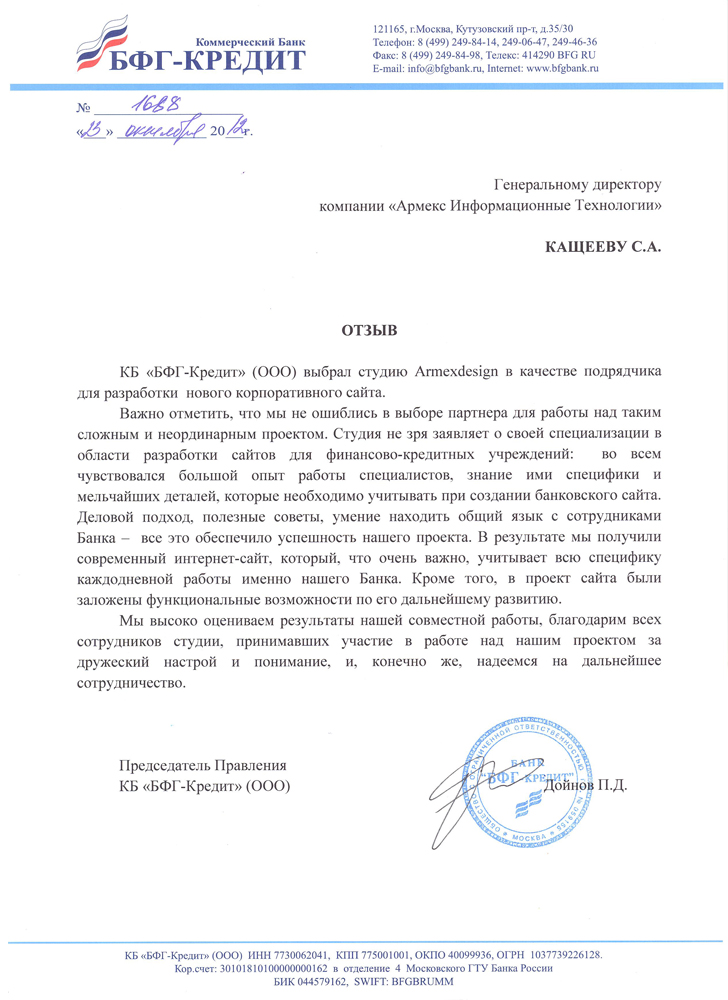 Коммерческий Банк
БФГ-КРЕДИТ
121165, г.Москва, Кутузовский пр-т, д.35/30
Телефон: 8 (499) 249-84-14, 249-06-47, 249-46-36
Факс: 8 (499) 249-84-98, Телекс: 414290 BFG RU
E-mail: info@bfgbank.ru, Internet: www.bfgbank.ru
№ 1688
«23» октября 2012г.
Генеральному директору
компании «Армекс Информационные Технологии»
КАЩЕЕВУ С.А.
ОТЗЫВ
КБ «БФГ-Кредит» (ООО) выбрал студию Armexdesign в качестве подрядчика
для разработки нового корпоративного сайта.
Важно отметить, что мы не ошиблись в выборе партнера для работы над таким
сложным и неординарным проектом. Студия не зря заявляет о своей специализации в
области разработки сайтов для финансово-кредитных учреждений: во всем
чувствовался большой опыт работы специалистов, знание ими специфики и
мельчайших деталей, которые необходимо учитывать при создании банковского сайта.
Деловой подход, полезные советы, умение находить общий язык с сотрудниками
Банка – все это обеспечило успешность нашего проекта. В результате мы получили
современный интернет-сайт, который, что очень важно, учитывает всю специфику
каждодневной работы именно нашего Банка. Кроме того, в проект сайта были
заложены функциональные возможности по его дальнейшему развитию.
Мы высоко оцениваем результаты нашей совместной работы, благодарим всех
сотрудников студии, принимавших участие в работе над нашим проектом за
дружеский настрой и понимание, и, конечно же, надеемся на дальнейшее
сотрудничество.
Председатель Правления
КБ «БФГ-Кредит» (ООО)
Дойнов П.Д.
ОБЩЕСТВО С ОГРАНИЧЕННОЙ ОТВЕТСТВЕННОСТЬЮ
№ 059155
МОСКВА
БАНК
"БФГ КРЕДИТ"
КБ «БФГ-Кредит» (ООО) ИНН 7730062041, КПП 775001001, ОКПО 40099936, ОГРН 1037739226128.
Кор.счет: 30101810100000000162 в отделение 4 Московского ГТУ Банка России
БИК 044579162, SWIFT: BFGBRUMM